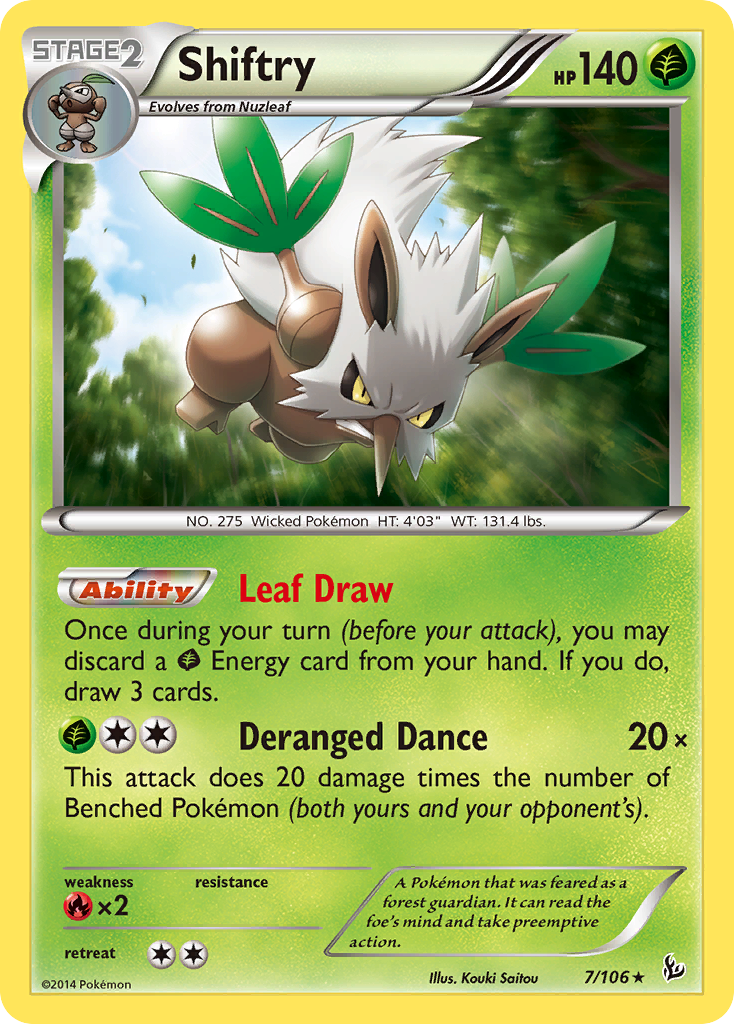 STAGE2
Shiftry
HP 140
Evolves from Nuzleaf
NO. 275 Wicked Pokémon HT: 4'03" WT: 131.4 lbs.
Ability Leaf Draw
Once during your turn (before your attack), you may
discard a Energy card from your hand. If you do,
draw 3 cards.
Deranged Dance 20×
This attack does 20 damage times the number of
Benched Pokémon (both yours and your opponent's).
weakness resistance
×2
retreat
A Pokémon that was feared as a
forest guardian. It can read the
foe's mind and take preemptive
action.
©2014 Pokémon
Illus. Kouki Saitou
7/106★